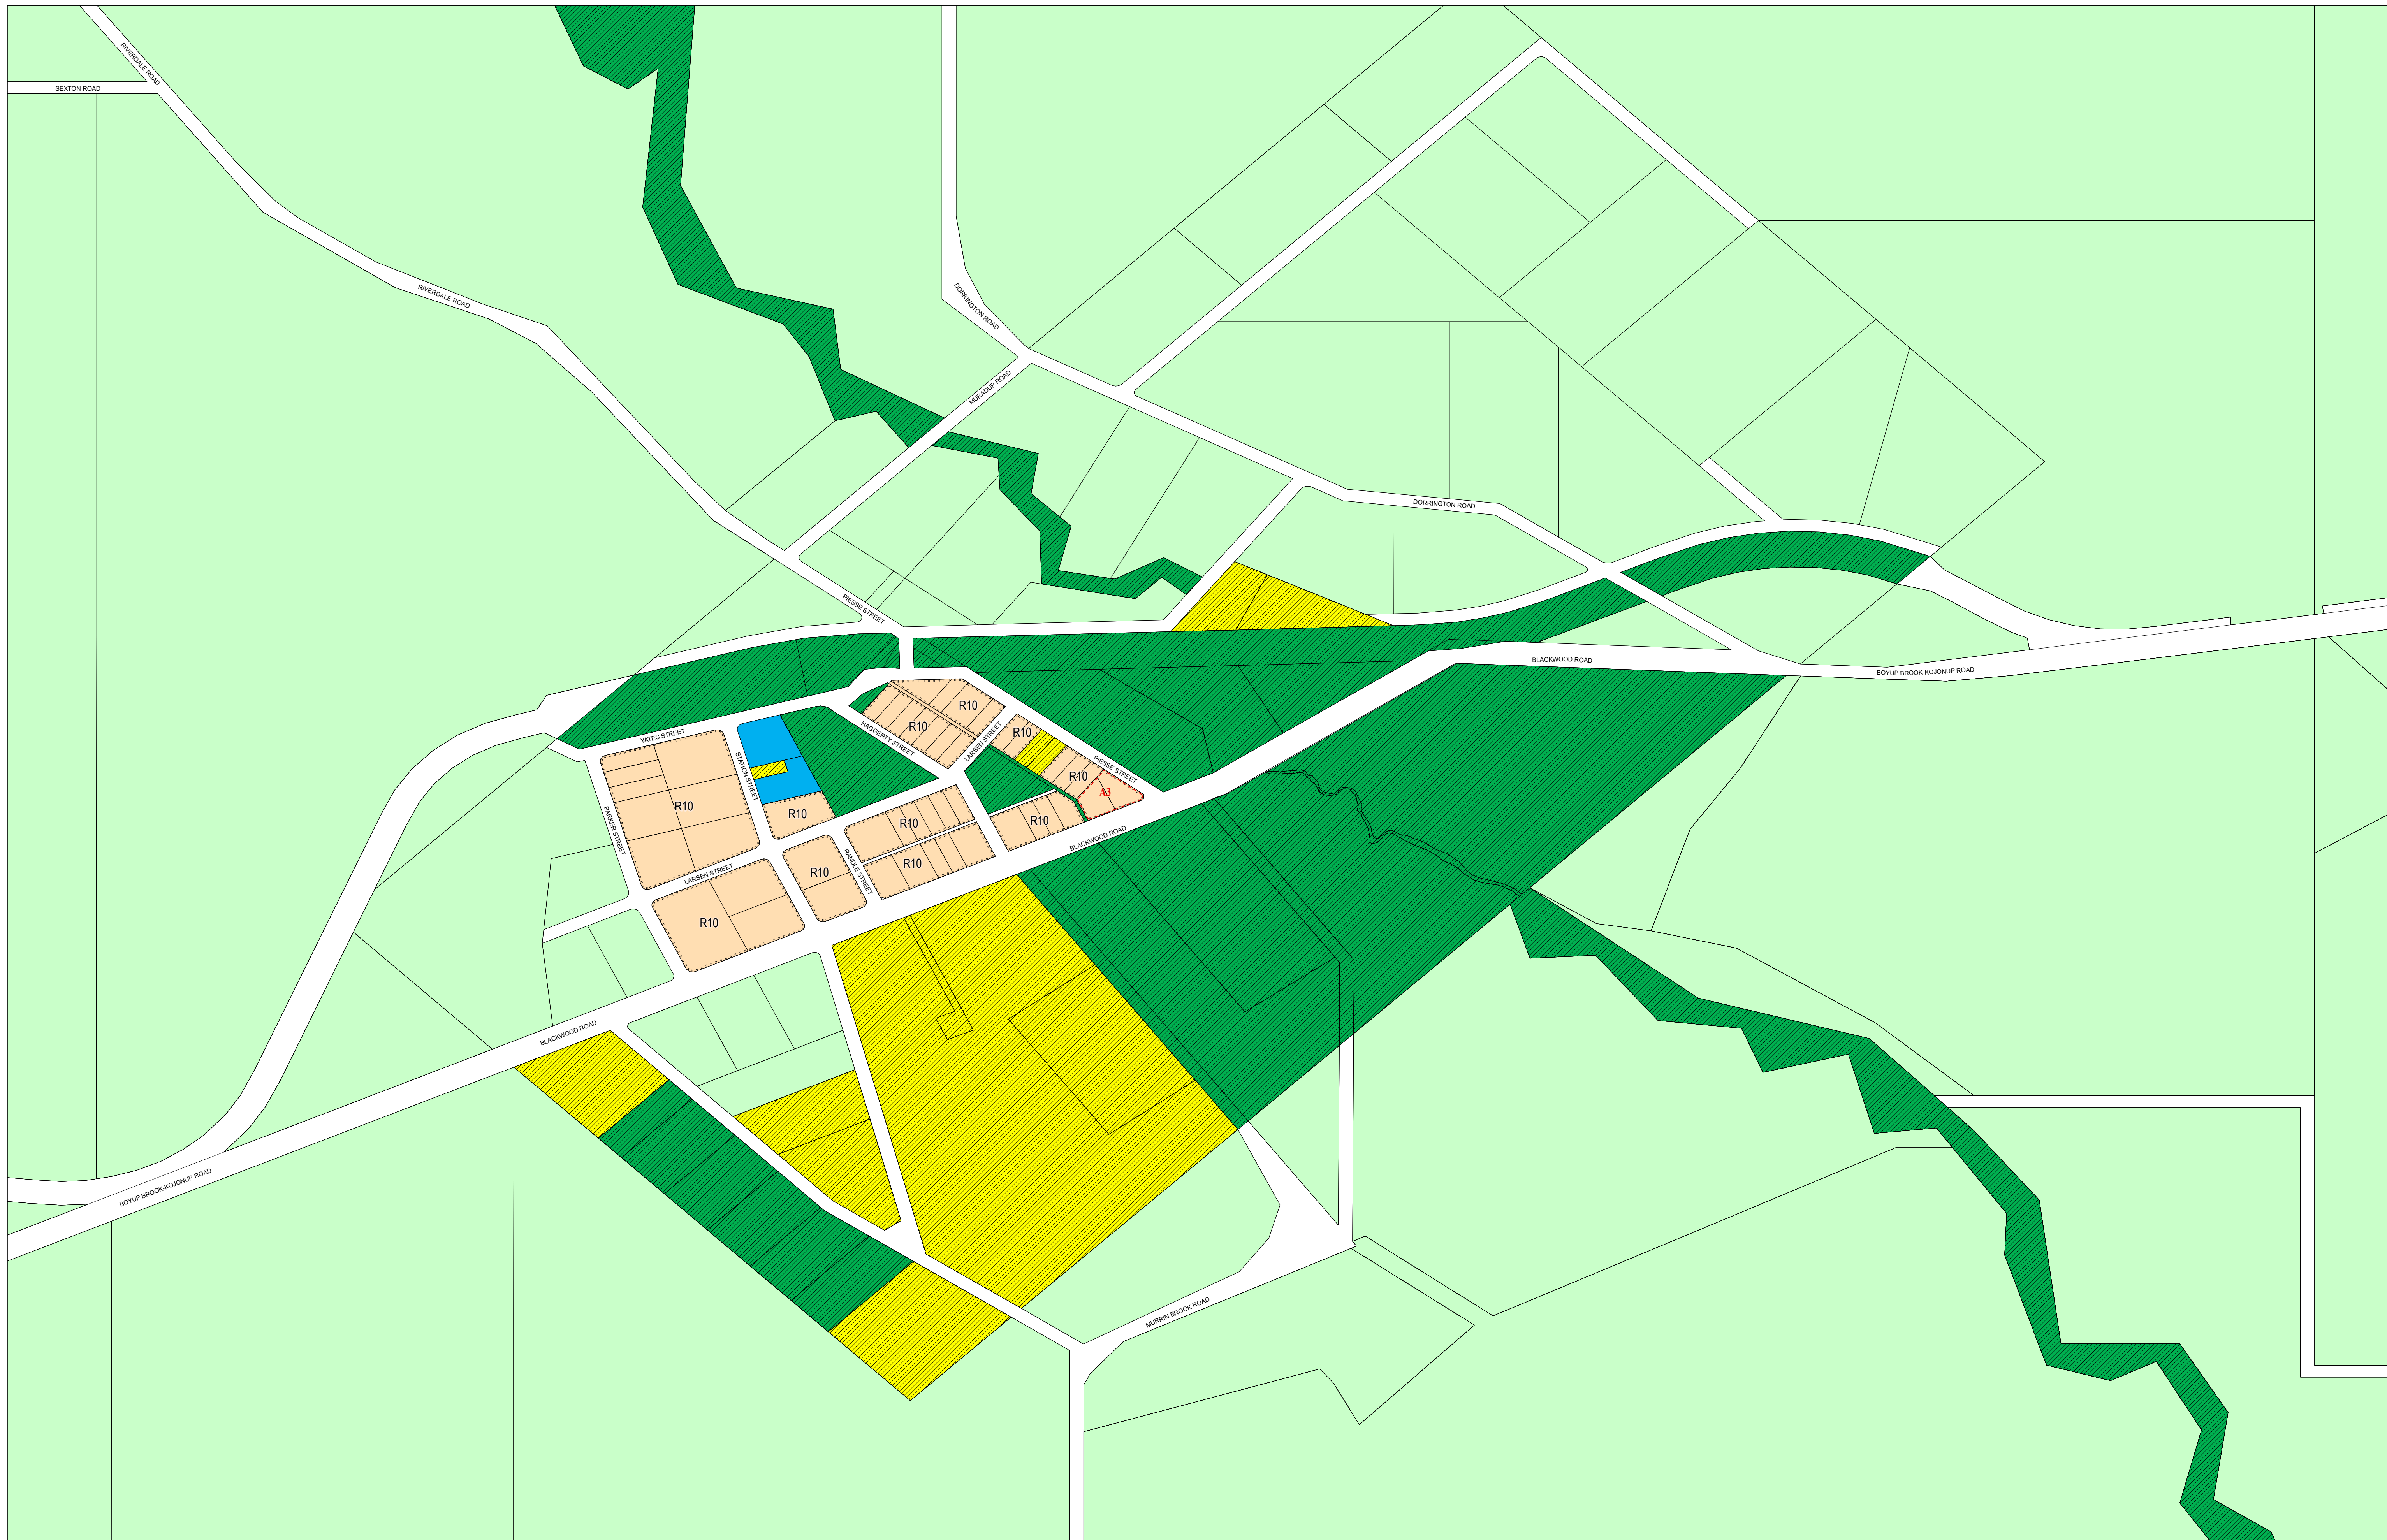 RIVERDALE ROAD
SEXTON ROAD
RIVERDALE ROAD
DORRINGTON ROAD
MURADUP ROAD
DORRINGTON ROAD
PIESSE STREET
BLACKWOOD ROAD
BOYUP BROOK-KOJONUP ROAD
R10
R10
HAGGERTY STREET
LARSEN STREET
R10
YATES STREET
STATION STREET
PIESSE STREET
R10
A3
R10
R10
PARKER STREET
R10
R10
BLACKWOOD ROAD
R10
R10
RANDLE STREET
LARSEN STREET
R10
BLACKWOOD ROAD
BOYUP BROOK-KOJONUP ROAD
MURRIN BROOK ROAD